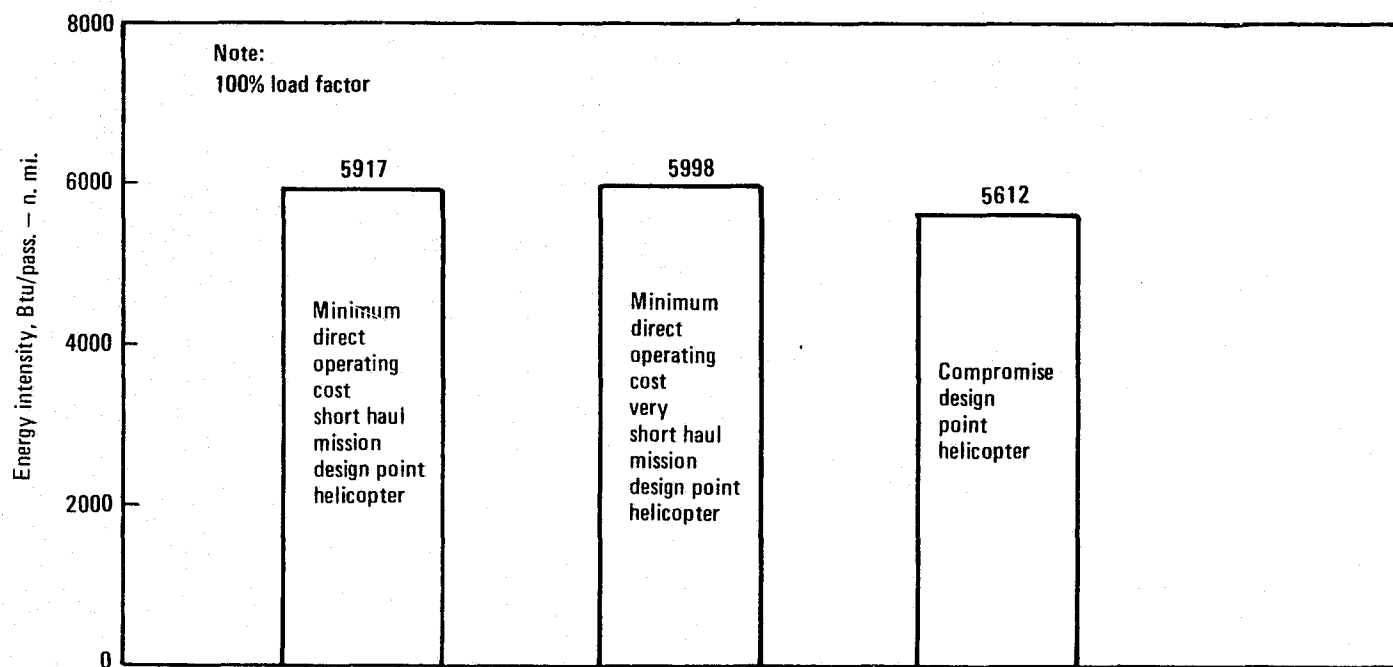 8000
Note:
100% load factor
Energy intensity, Btu/pass. – n. mi.
6000
4000
2000
0
5917
Minimum
direct
operating
cost
short haul
mission
design point
helicopter
5998
Minimum
direct
operating
cost
very
short haul
mission
design point
helicopter
5612
Compromise
design
point
helicopter